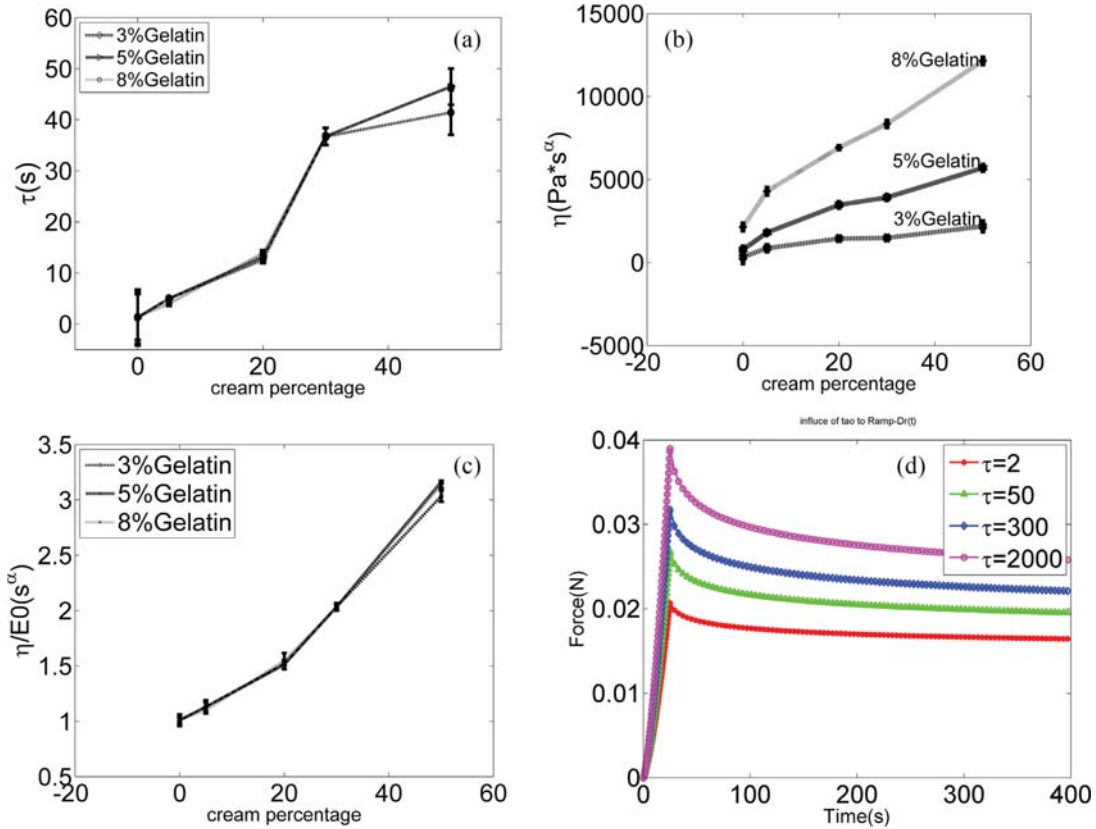 (a)
3%Gelatin
5%Gelatin
8%Gelatin
60
50
40
30
20
10
0
τ(s)
0 20 40
cream percentage
(b)
8%Gelatin
5%Gelatin
3%Gelatin
15000
10000
5000
0
-5000
η(Pa*s^α)
-20 0 20 40 60
cream percentage
(c)
3%Gelatin
5%Gelatin
8%Gelatin
3.5
3
2.5
2
1.5
1
0.5
η/E0(s^α)
-20 0 20 40 60
cream percentage
influce of tao to Ramp-Dr(t)
(d)
τ=2
τ=50
τ=300
τ=2000
0.04
0.03
0.02
0.01
0
Force(N)
0 100 200 300 400
Time(s)